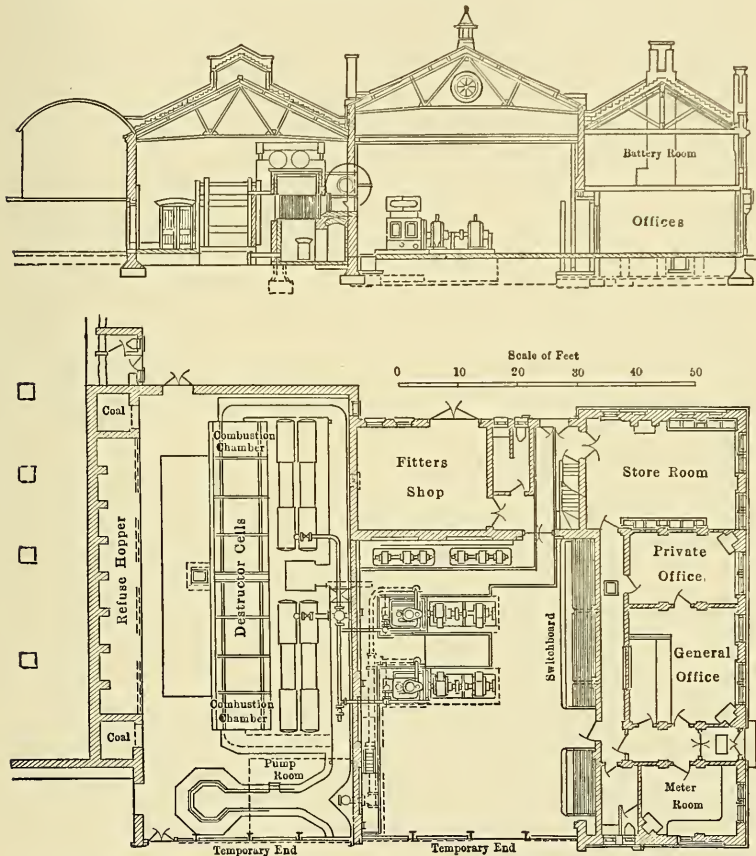 Battery Room
Offices
Scale of Feet
0 10 20 30 40 50
Coal
Combustion
Chamber
Fitters
Shop
Store Room
Refuse Hopper
Destructor Cells
Private
Office.
Switchboard
General
Office
Combustion
Chamber
Coal
Pump
Room
Meter
Room
Temporary End
Temporary End